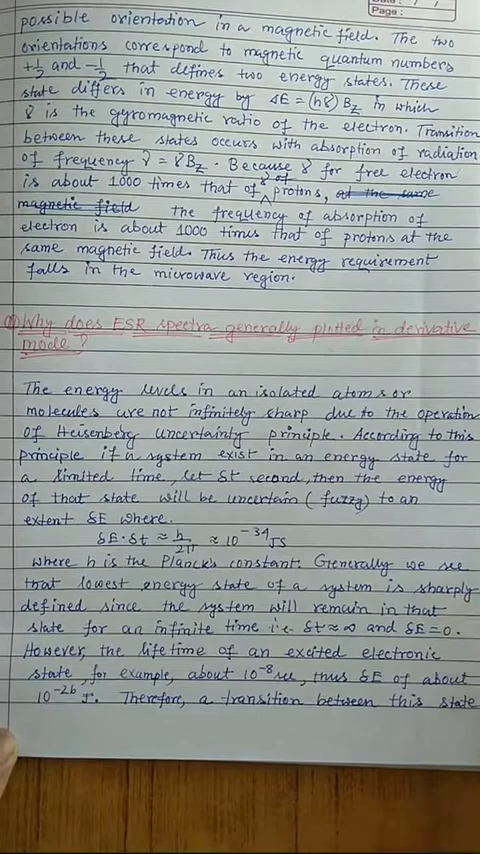 Page :
possible orientation in a magnetic field. The two
orientations correspond to magnetic quantum numbers
+1/2 and -1/2 that defines two energy states. These
state differs in energy by ΔE = (hγ) Bz in which
γ is the gyromagnetic ratio of the electron. Transition
between these states occurs with absorption of radiation
of frequency ν = γBz. Because γ for free electron
is about 1000 times that of γ of protons, at the same
magnetic field the frequency of absorption of
electron is about 1000 times that of protons at the
same magnetic field. Thus the energy requirement
falls in the microwave region.
Q) Why does ESR spectra generally plotted in derivative
mode ?
The energy levels in an isolated atoms or
molecules are not infinitely sharp due to the operation
of Heisenberg uncertainty principle. According to this
principle if a system exist in an energy state for
a limited time, let δt second, then the energy
of that state will be uncertain (fuzzy) to an
extent δE where.
δE·δt ≈ h/2π ≈ 10^-34 JS
where h is the Planck's constant. Generally we see
that lowest energy state of a system is sharply
defined since the system will remain in that
state for an infinite time i.e. δt ≈ ∞ and δE = 0.
However, the lifetime of an excited electronic
state, for example, about 10^-8 sec, thus δE of about
10^-26 J. Therefore, a transition between this state